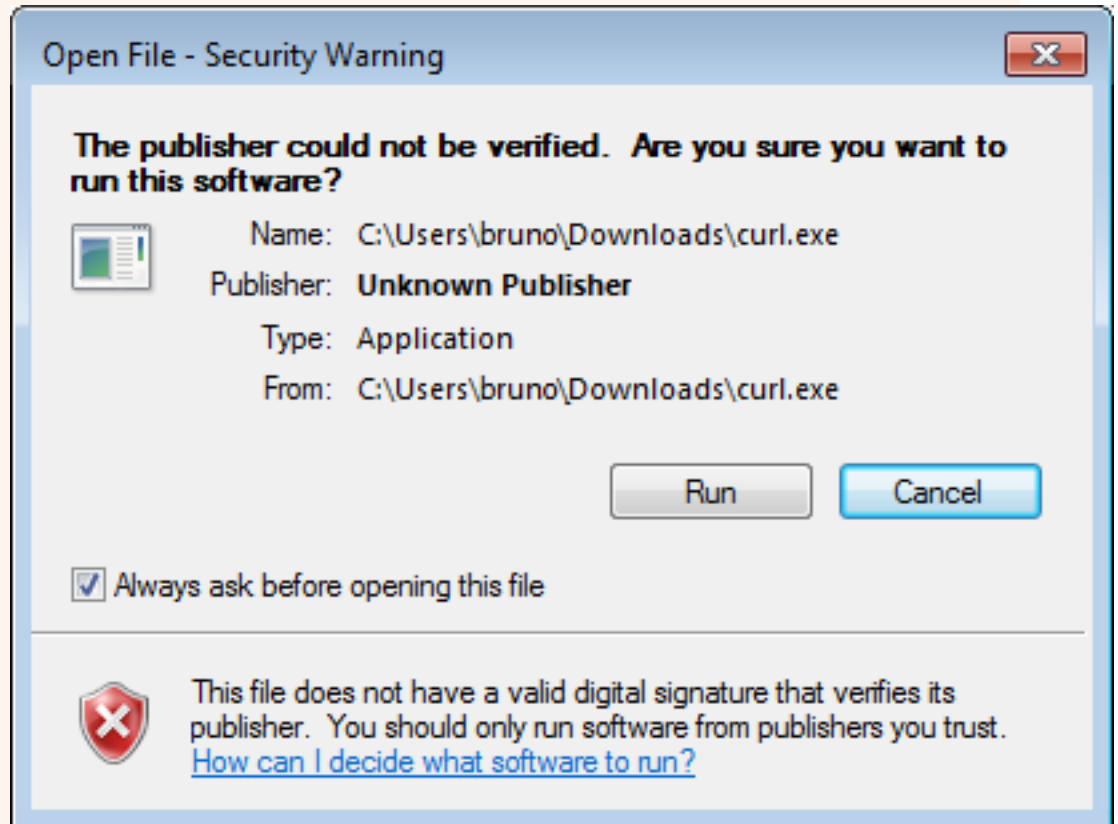 Open File - Security Warning
The publisher could not be verified.  Are you sure you want to
run this software?
Name: C:\Users\bruno\Downloads\curl.exe
Publisher: Unknown Publisher
Type: Application
From: C:\Users\bruno\Downloads\curl.exe
Run Cancel
Always ask before opening this file
This file does not have a valid digital signature that verifies its
publisher.  You should only run software from publishers you trust.
How can I decide what software to run?